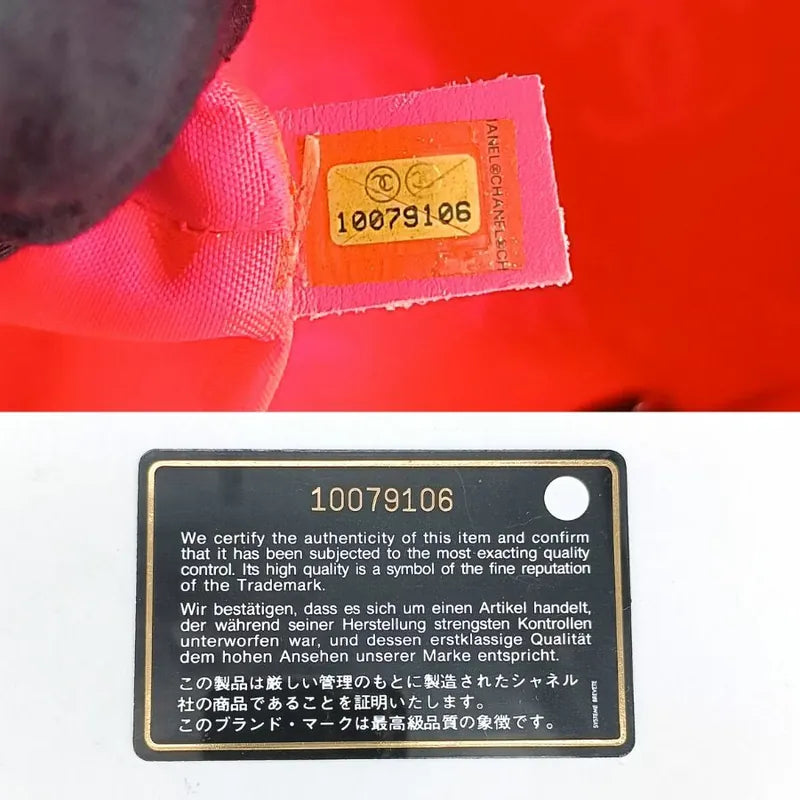 ANEL®CHANEL®CH
10079106
10079106
We certify the authenticity of this item and confirm
that it has been subjected to the most exacting quality
control. Its high quality is a symbol of the fine reputation
of the Trademark.
Wir bestätigen, dass es sich um einen Artikel handelt,
der während seiner Herstellung strengsten Kontrollen
unterworfen war, und dessen erstklassige Qualität
dem hohen Ansehen unserer Marke entspricht.
この製品は厳しい管理のもとに製造されたシャネル
社の商品であることを証明いたします。
このブランド・マークは最高級品質の象徴です。